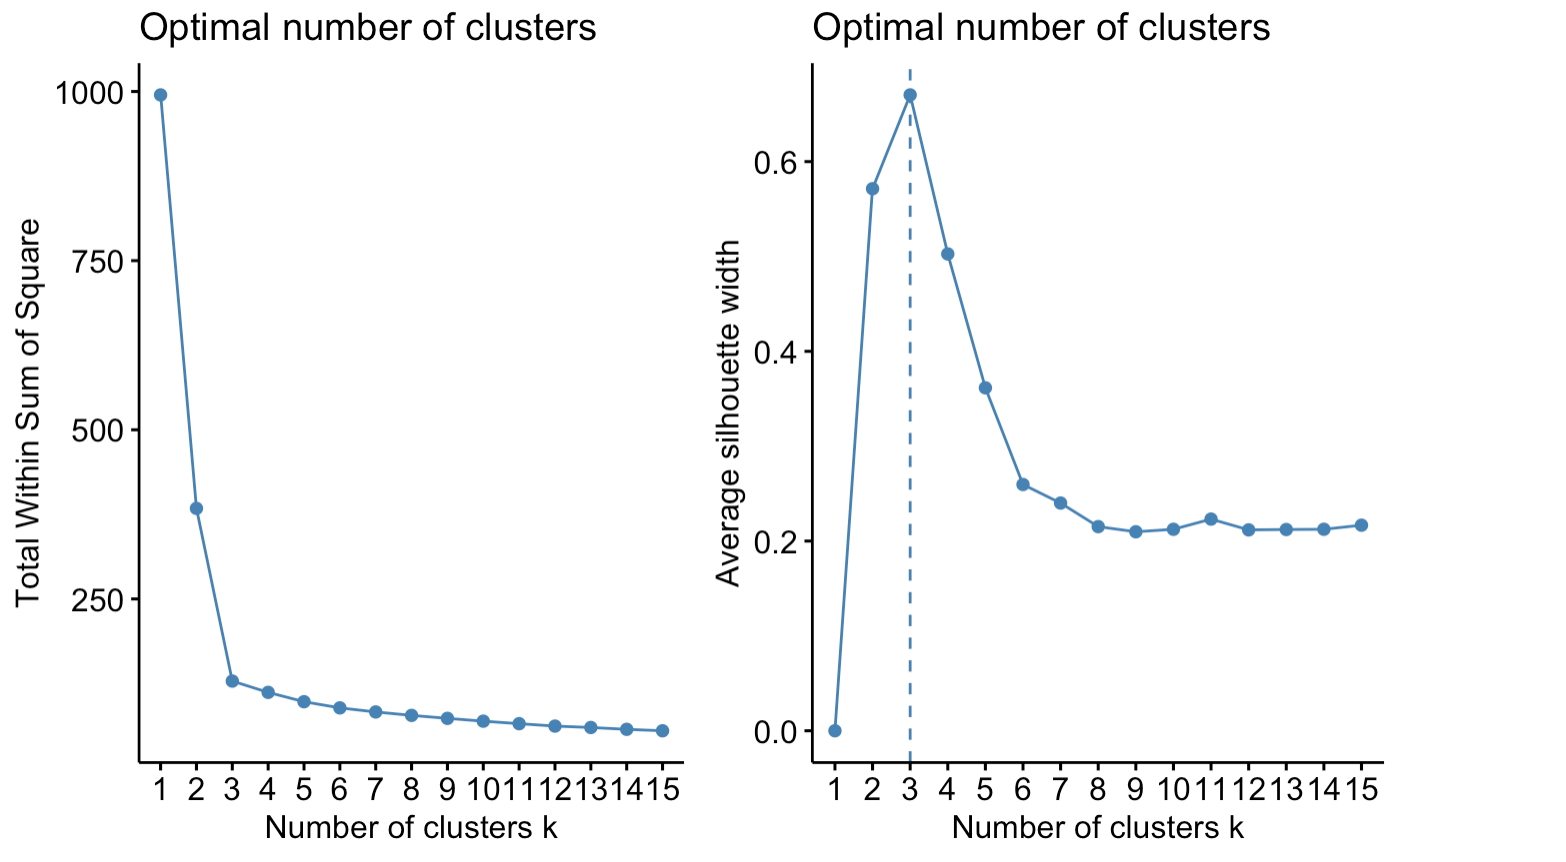 Optimal number of clusters
1000
750
500
250
Total Within Sum of Square
1 2 3 4 5 6 7 8 9 10 11 12 13 14 15
Number of clusters k
Optimal number of clusters
0.6
0.4
0.2
0.0
Average silhouette width
1 2 3 4 5 6 7 8 9 10 11 12 13 14 15
Number of clusters k